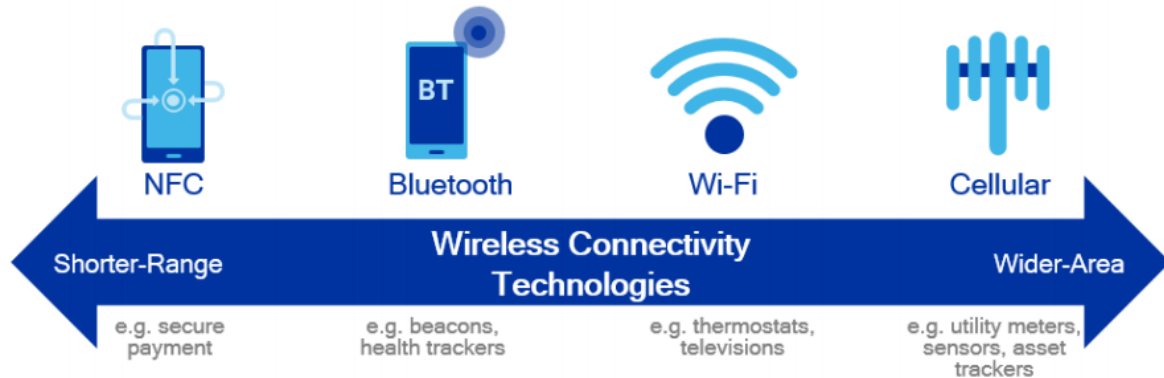 BT
NFC
Bluetooth
Wi-Fi
Cellular
Shorter-Range
Wireless Connectivity
Technologies
Wider-Area
e.g. secure
payment
e.g. beacons,
health trackers
e.g. thermostats,
televisions
e.g. utility meters,
sensors, asset
trackers